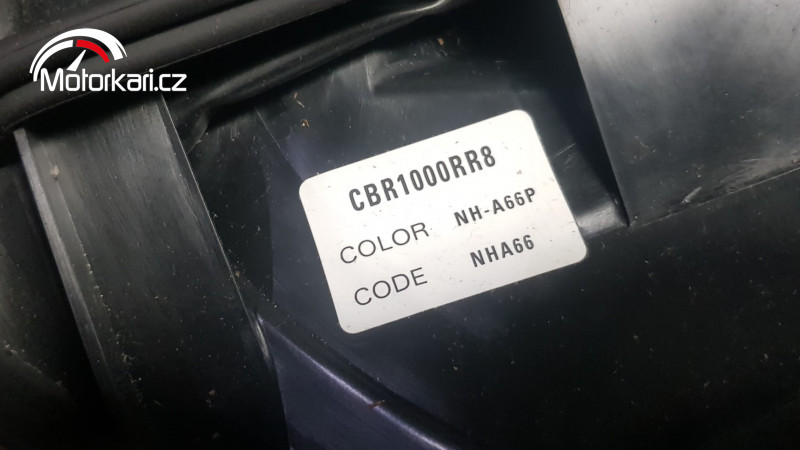 Motorkari.cz
CBR1000RR8
COLOR NH-A66P
CODE NHA66